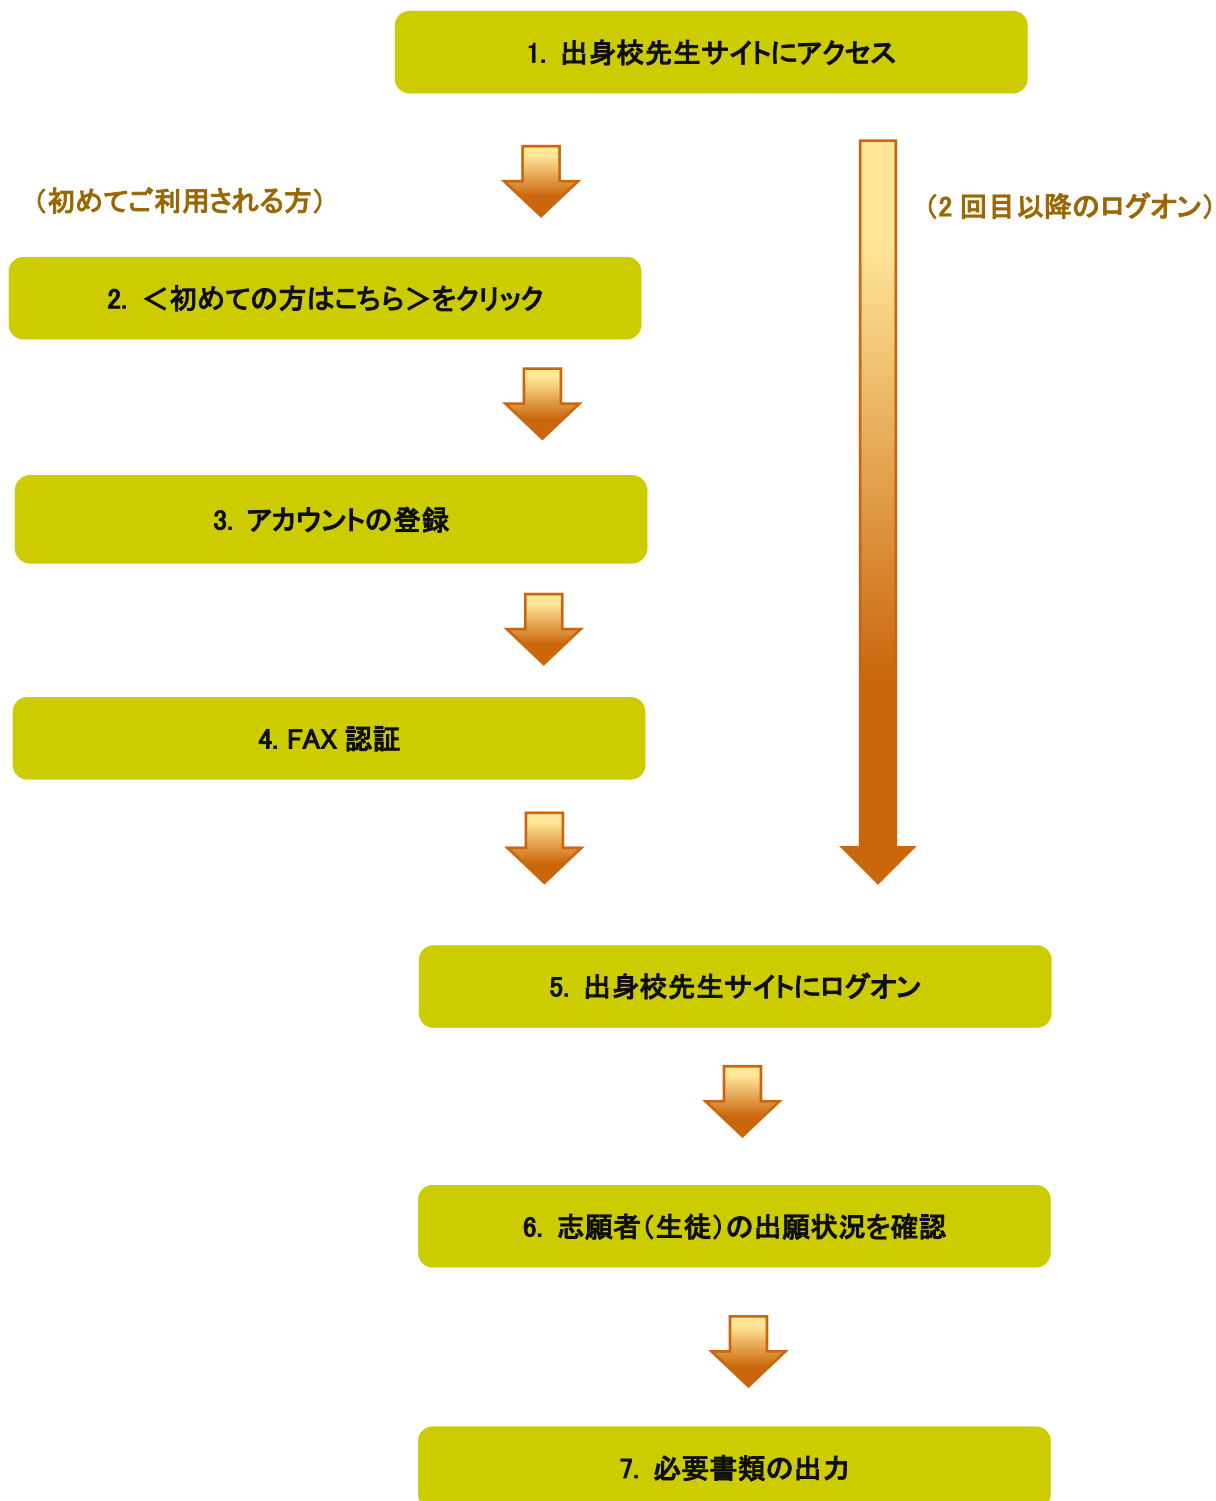 1. 出身校先生サイトにアクセス
（初めてご利用される方）
（2 回目以降のログオン）
2. ＜初めての方はこちら＞をクリック
3. アカウントの登録
4. FAX 認証
5. 出身校先生サイトにログオン
6. 志願者（生徒）の出願状況を確認
7. 必要書類の出力